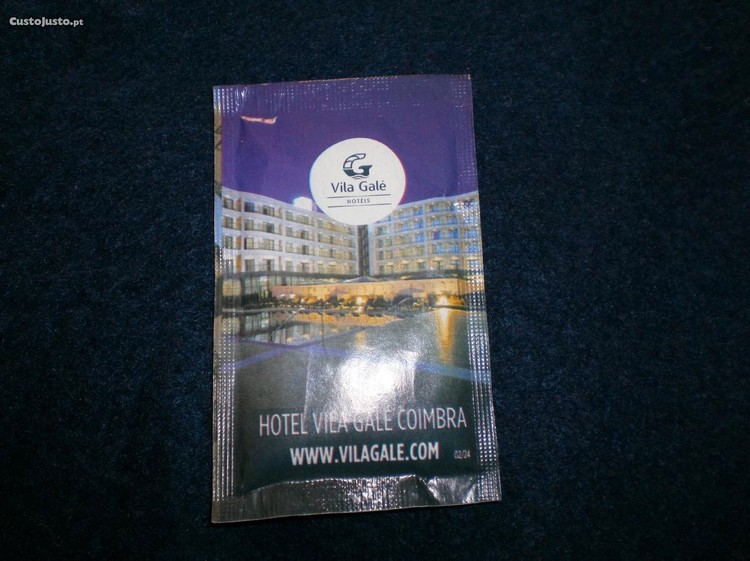 CustoJusto.pt
Vila Galé
HOTÉIS
HOTEL VILA GALÉ COIMBRA
WWW.VILAGALE.COM
02/24